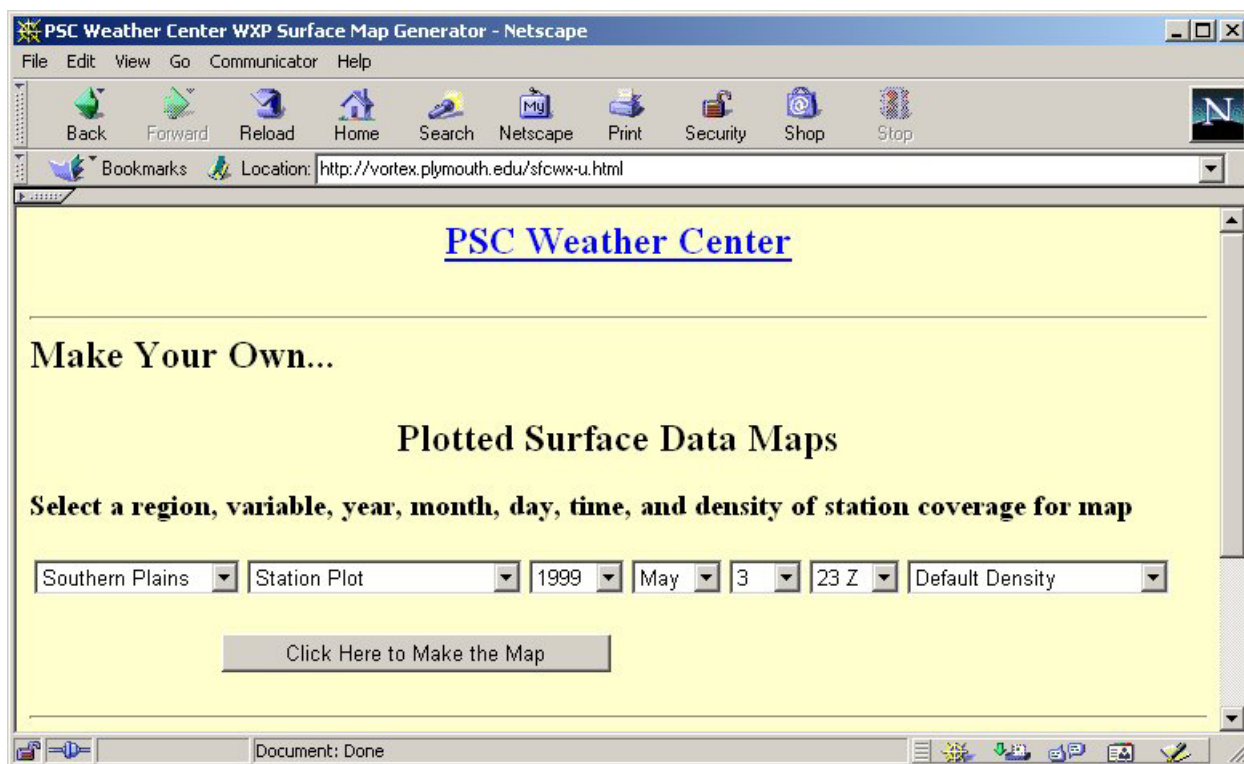 PSC Weather Center WXP Surface Map Generator - Netscape
File Edit View Go Communicator Help
My
N
Back Forward Reload Home Search Netscape Print Security Shop Stop
Bookmarks Location: http://vortex.plymouth.edu/sfcwx-u.html
PSC Weather Center
Make Your Own...
Plotted Surface Data Maps
Select a region, variable, year, month, day, time, and density of station coverage for map
Southern Plains Station Plot 1999 May 3 23 Z Default Density
Click Here to Make the Map
Document: Done